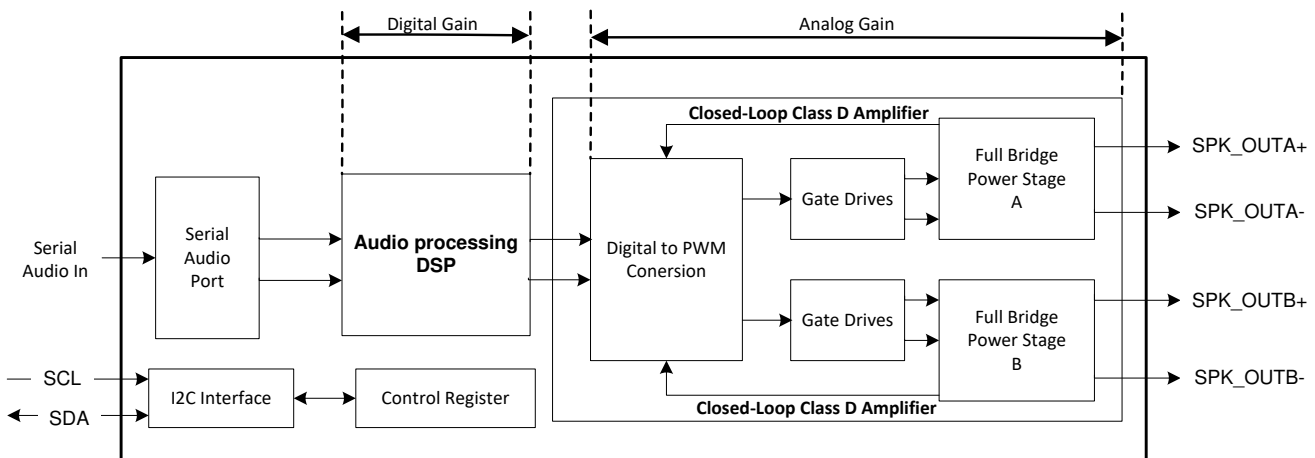 Digital Gain
Analog Gain
Closed-Loop Class D Amplifier
Serial
Audio In
Serial
Audio
Port
Audio processing
DSP
Digital to PWM
Conersion
Gate Drives
Full Bridge
Power Stage
A
SPK_OUTA+
SPK_OUTA-
Gate Drives
Full Bridge
Power Stage
B
SPK_OUTB+
SPK_OUTB-
Closed-Loop Class D Amplifier
SCL
SDA
I2C Interface
Control Register